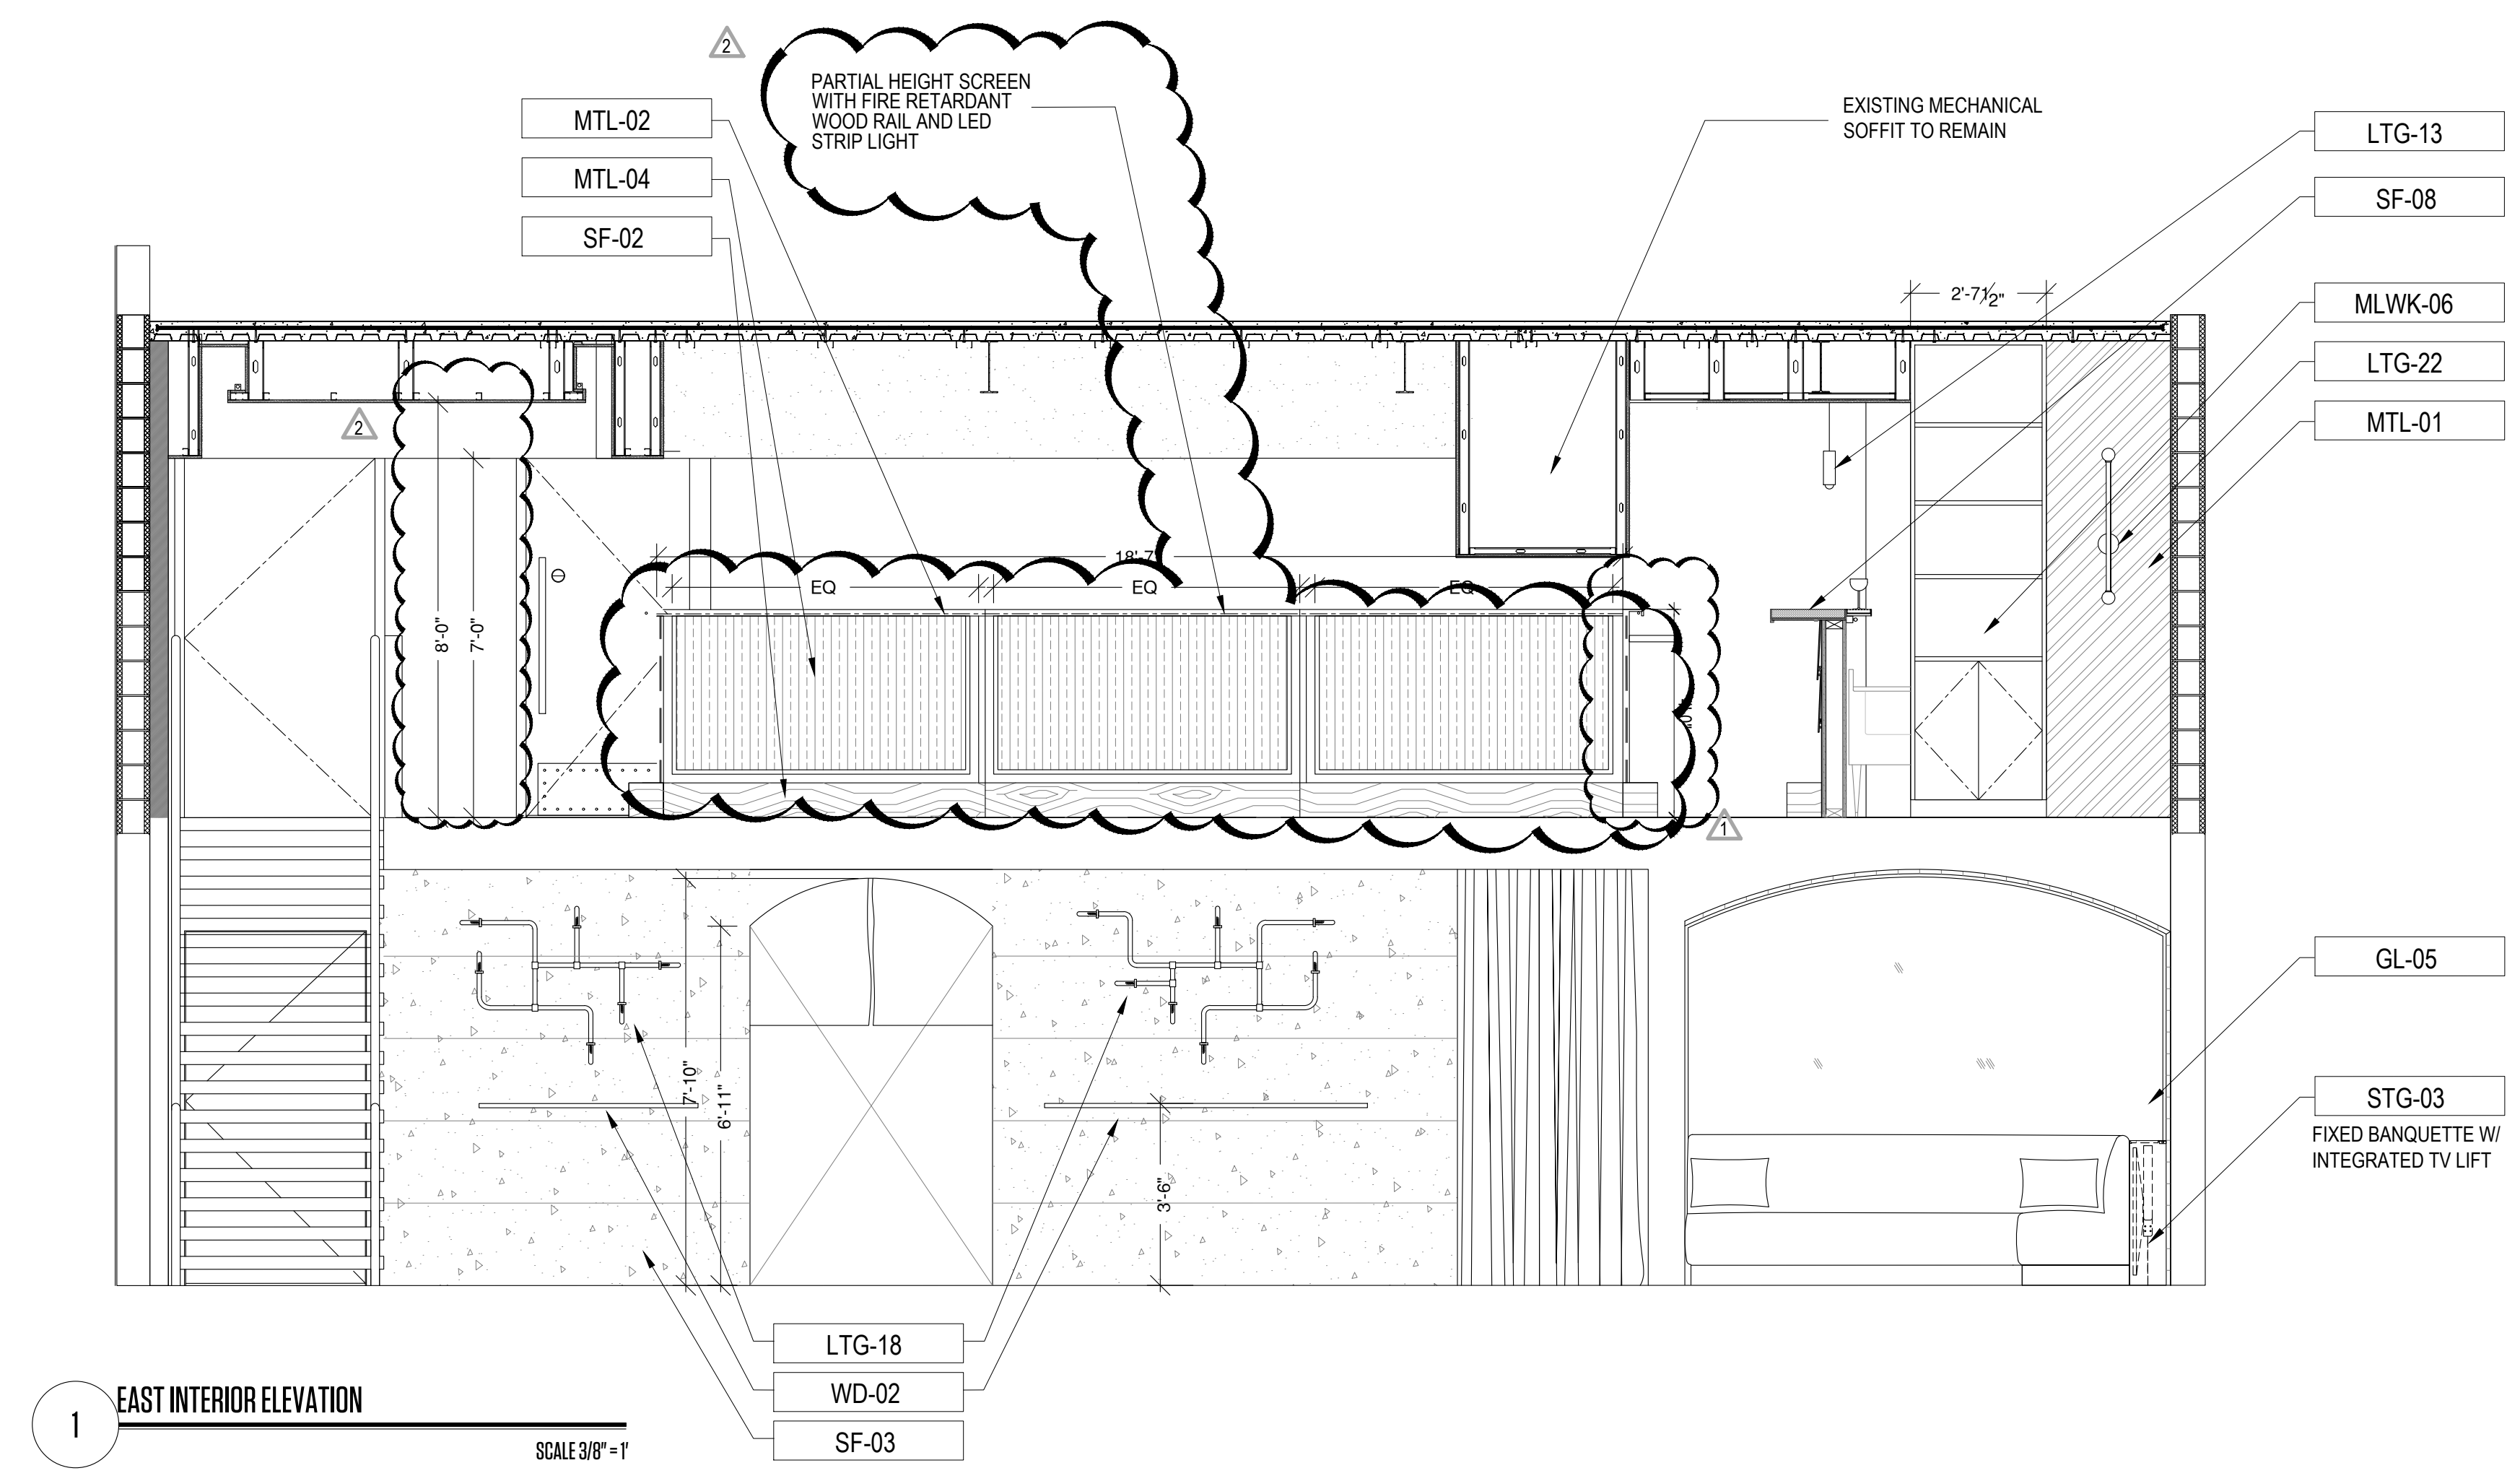 2
PARTIAL HEIGHT SCREEN
WITH FIRE RETARDANT
WOOD RAIL AND LED
STRIP LIGHT
MTL-02
MTL-04
SF-02
EXISTING MECHANICAL
SOFFIT TO REMAIN
LTG-13
SF-08
MLWK-06
LTG-22
MTL-01
2'-7 1/2"
2
8'-0"
7'-0"
EQ
EQ
EQ
1
7'-10"
6'-11"
3'-6"
GL-05
STG-03
FIXED BANQUETTE W/
INTEGRATED TV LIFT
LTG-18
WD-02
SF-03
1
EAST INTERIOR ELEVATION
SCALE 3/8" = 1'